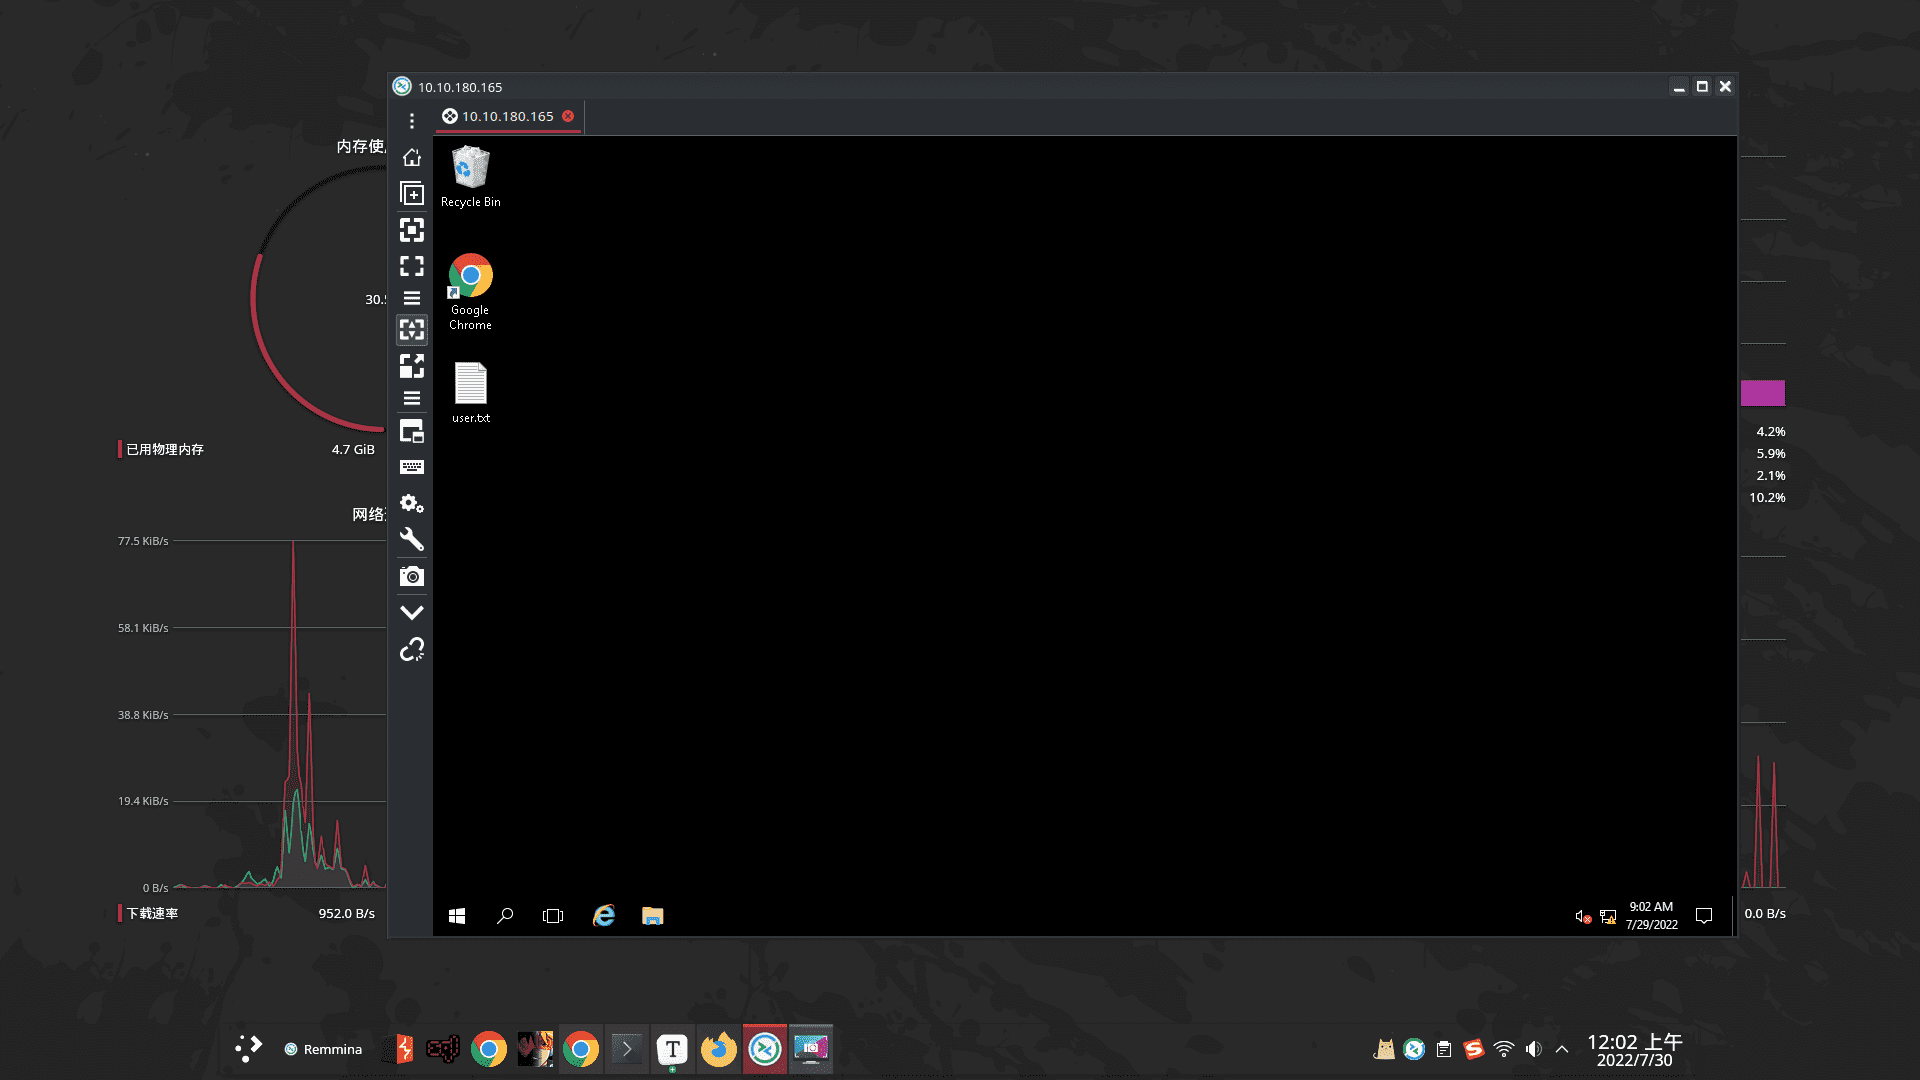 10.10.180.165
10.10.180.165
Recycle Bin
Google
Chrome
user.txt
9:02 AM
7/29/2022
内存使
30.5
已用物理内存 4.7 GiB
网络
77.5 KiB/s
58.1 KiB/s
38.8 KiB/s
19.4 KiB/s
0 B/s
下载速率 952.0 B/s
4.2%
5.9%
2.1%
10.2%
0.0 B/s
Remmina
12:02 上午
2022/7/30